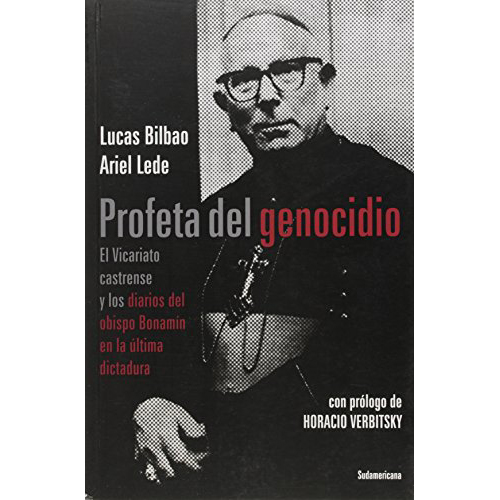 Lucas Bilbao
Ariel Lede
Profeta del genocidio
El Vicariato
castrense
y los diarios del
obispo Bonamín
en la última
dictadura
con prólogo de
HORACIO VERBITSKY
Sudamericana